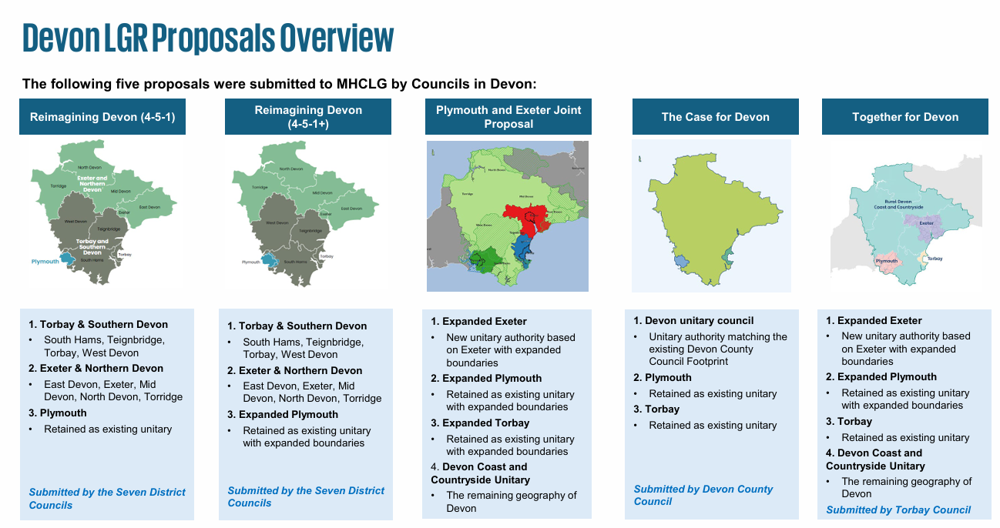 Devon LGR Proposals Overview
The following five proposals were submitted to MHCLG by Councils in Devon:
Reimagining Devon (4-5-1)
North Devon
Exeter and
Northern
Devon
Torridge
Mid Devon
East Devon
Exeter
West Devon
Teignbridge
Torbay and
Southern
Devon
Torbay
Plymouth
South Hams
1. Torbay & Southern Devon
• South Hams, Teignbridge,
Torbay, West Devon
2. Exeter & Northern Devon
• East Devon, Exeter, Mid
Devon, North Devon, Torridge
3. Plymouth
• Retained as existing unitary
Submitted by the Seven District
Councils
Reimagining Devon
(4-5-1+)
North Devon
Torridge
Mid Devon
East Devon
Exeter
West Devon
Teignbridge
Torbay
Plymouth
South Hams
1. Torbay & Southern Devon
• South Hams, Teignbridge,
Torbay, West Devon
2. Exeter & Northern Devon
• East Devon, Exeter, Mid
Devon, North Devon, Torridge
3. Expanded Plymouth
• Retained as existing unitary
with expanded boundaries
Submitted by the Seven District
Councils
Plymouth and Exeter Joint
Proposal
North Devon
Torridge
Mid Devon
East Devon
West Devon
1. Expanded Exeter
• New unitary authority based
on Exeter with expanded
boundaries
2. Expanded Plymouth
• Retained as existing unitary
with expanded boundaries
3. Expanded Torbay
• Retained as existing unitary
with expanded boundaries
4. Devon Coast and
Countryside Unitary
• The remaining geography of
Devon
The Case for Devon
1. Devon unitary council
• Unitary authority matching the
existing Devon County
Council Footprint
2. Plymouth
• Retained as existing unitary
3. Torbay
• Retained as existing unitary
Submitted by Devon County
Council
Together for Devon
Rural Devon
Coast and Countryside
Exeter
Plymouth
Torbay
1. Expanded Exeter
• New unitary authority based
on Exeter with expanded
boundaries
2. Expanded Plymouth
• Retained as existing unitary
with expanded boundaries
3. Torbay
• Retained as existing unitary
4. Devon Coast and
Countryside Unitary
• The remaining geography of
Devon
Submitted by Torbay Council